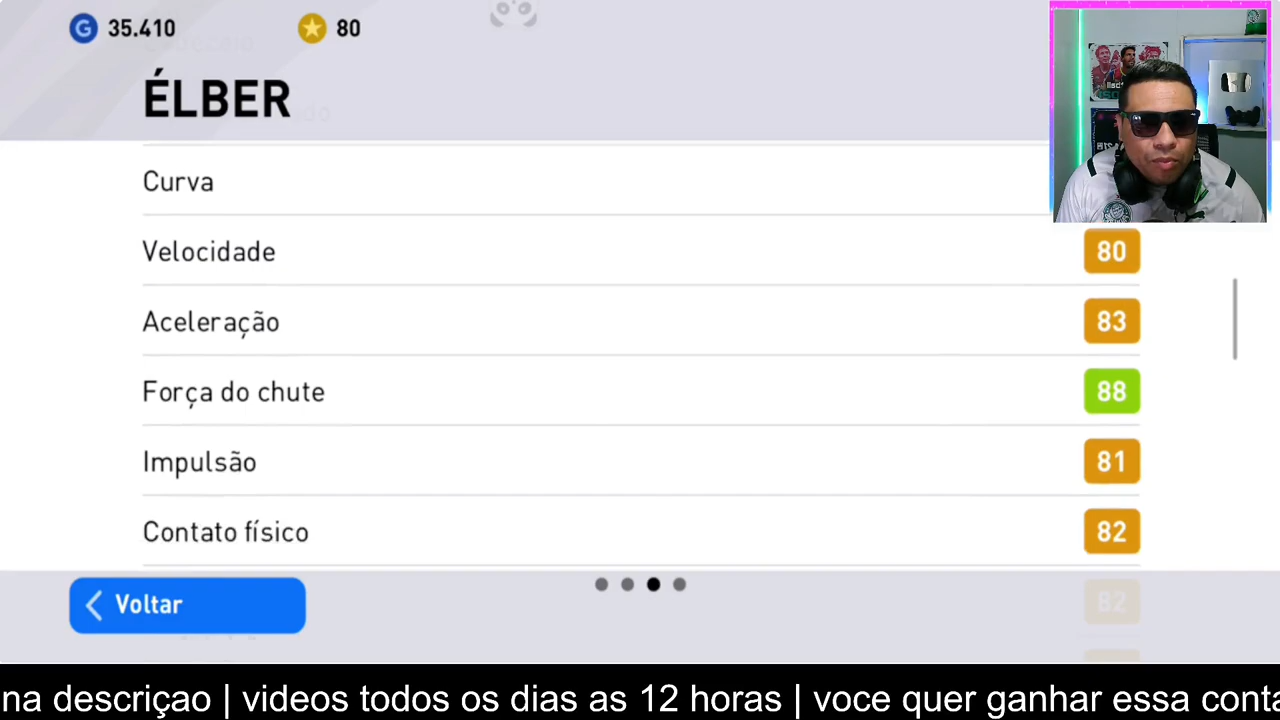 G 35.410
80
ÉLBER
Curva
Velocidade 80
Aceleração 83
Força do chute 88
Impulsão 81
Contato físico 82
82
Voltar
na descriçao | videos todos os dias as 12 horas | voce quer ganhar essa conta